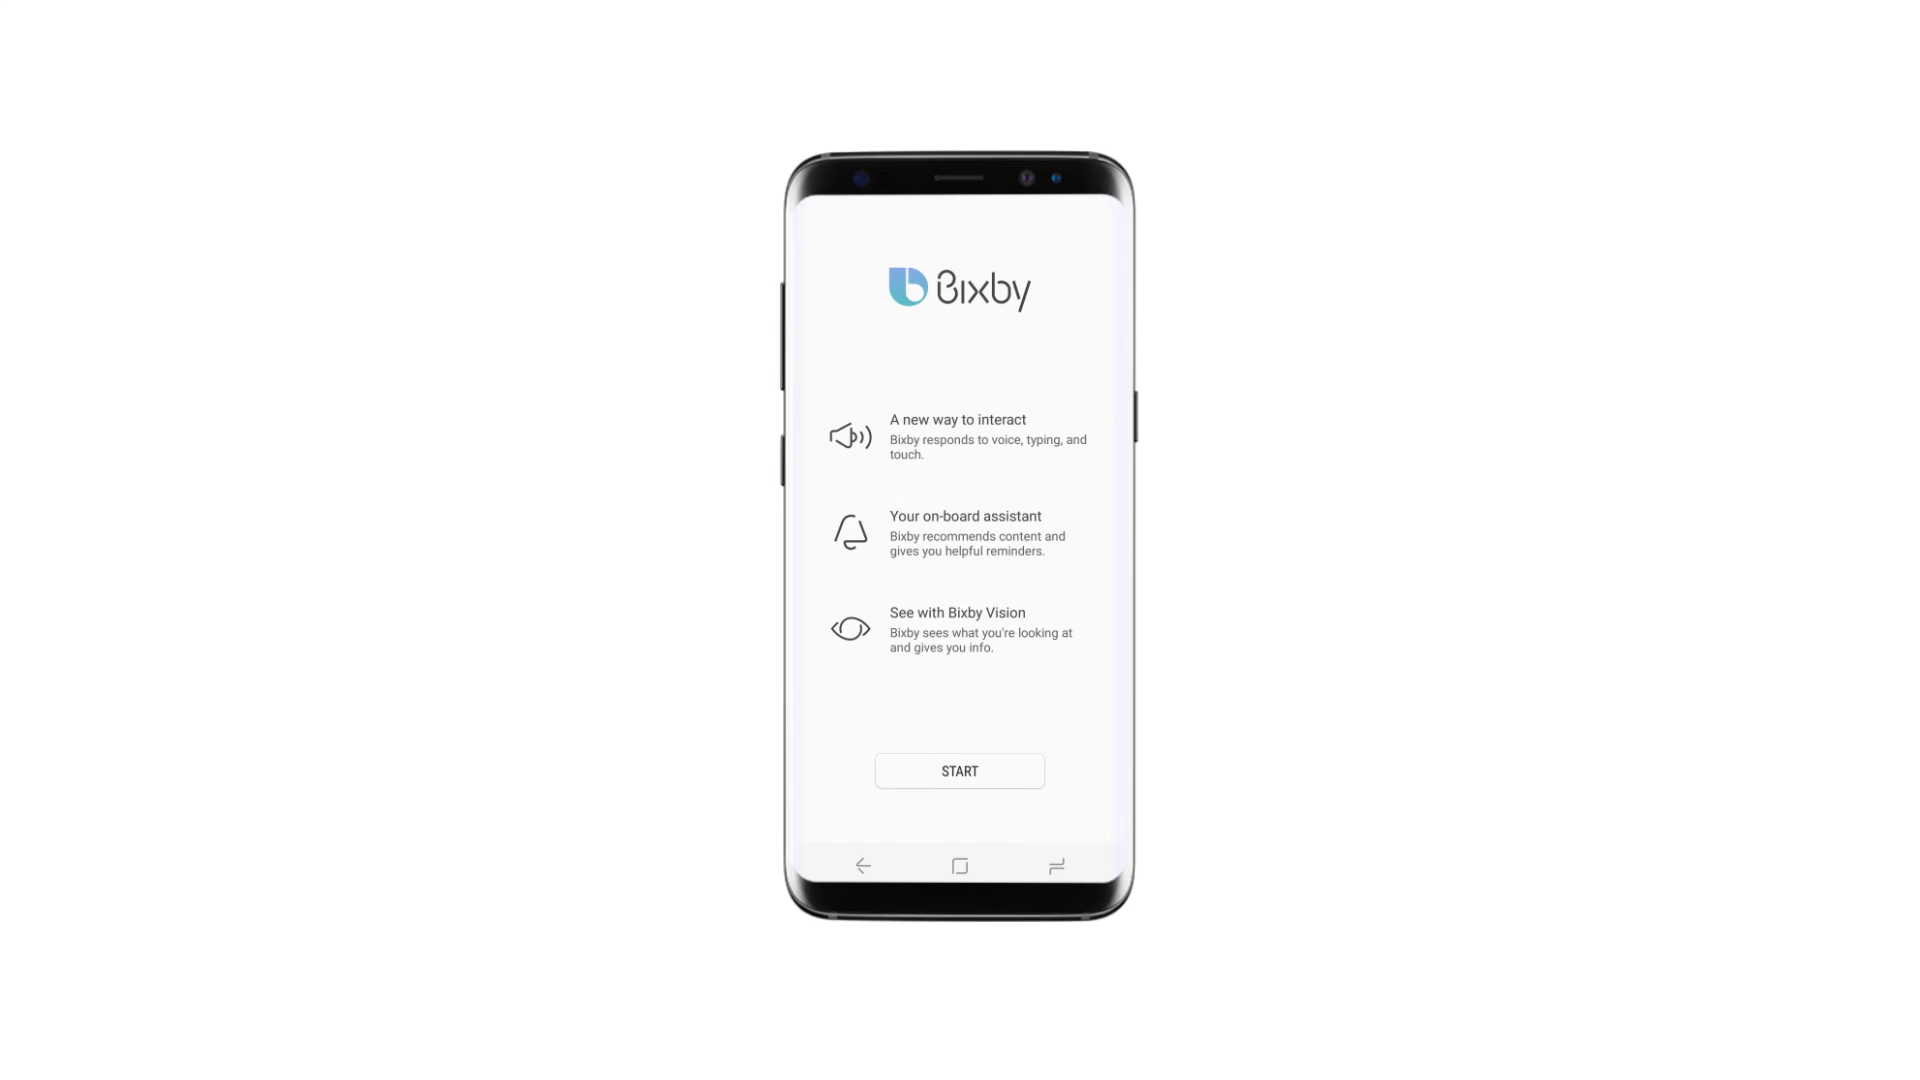 Bixby
A new way to interact
Bixby responds to voice, typing, and
touch.
Your on-board assistant
Bixby recommends content and
gives you helpful reminders.
See with Bixby Vision
Bixby sees what you're looking at
and gives you info.
START